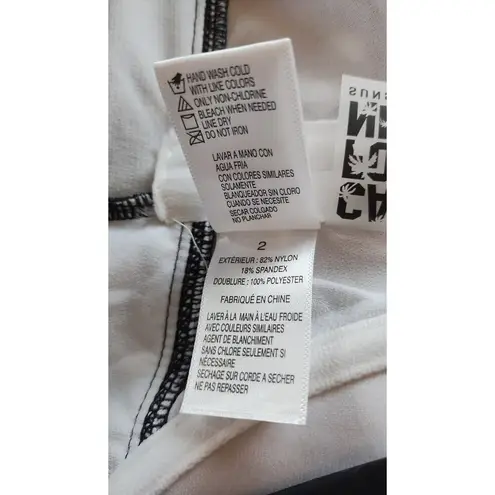 HAND WASH COLD
WITH LIKE COLORS
ONLY NON-CHLORINE
BLEACH WHEN NEEDED
LINE DRY
DO NOT IRON
LAVAR A MANO CON
AGUA FRIA
CON COLORES SIMILARES
SOLAMENTE
BLANQUEADOR SIN CLORO
CUANDO SE NECESITE
SECAR COLGADO
NO PLANCHAR
2
EXTÉRIEUR: 82% NYLON
18% SPANDEX
DOUBLURE: 100% POLYESTER
FABRIQUÉ EN CHINE
LAVER À LA MAIN À L'EAU FROIDE
AVEC COULEURS SIMILAIRES
AGENT DE BLANCHIMENT
SANS CHLORE SEULEMENT SI
NÉCESSAIRE
SÉCHAGE SUR CORDE A SECHER
NE PAS REPASSER